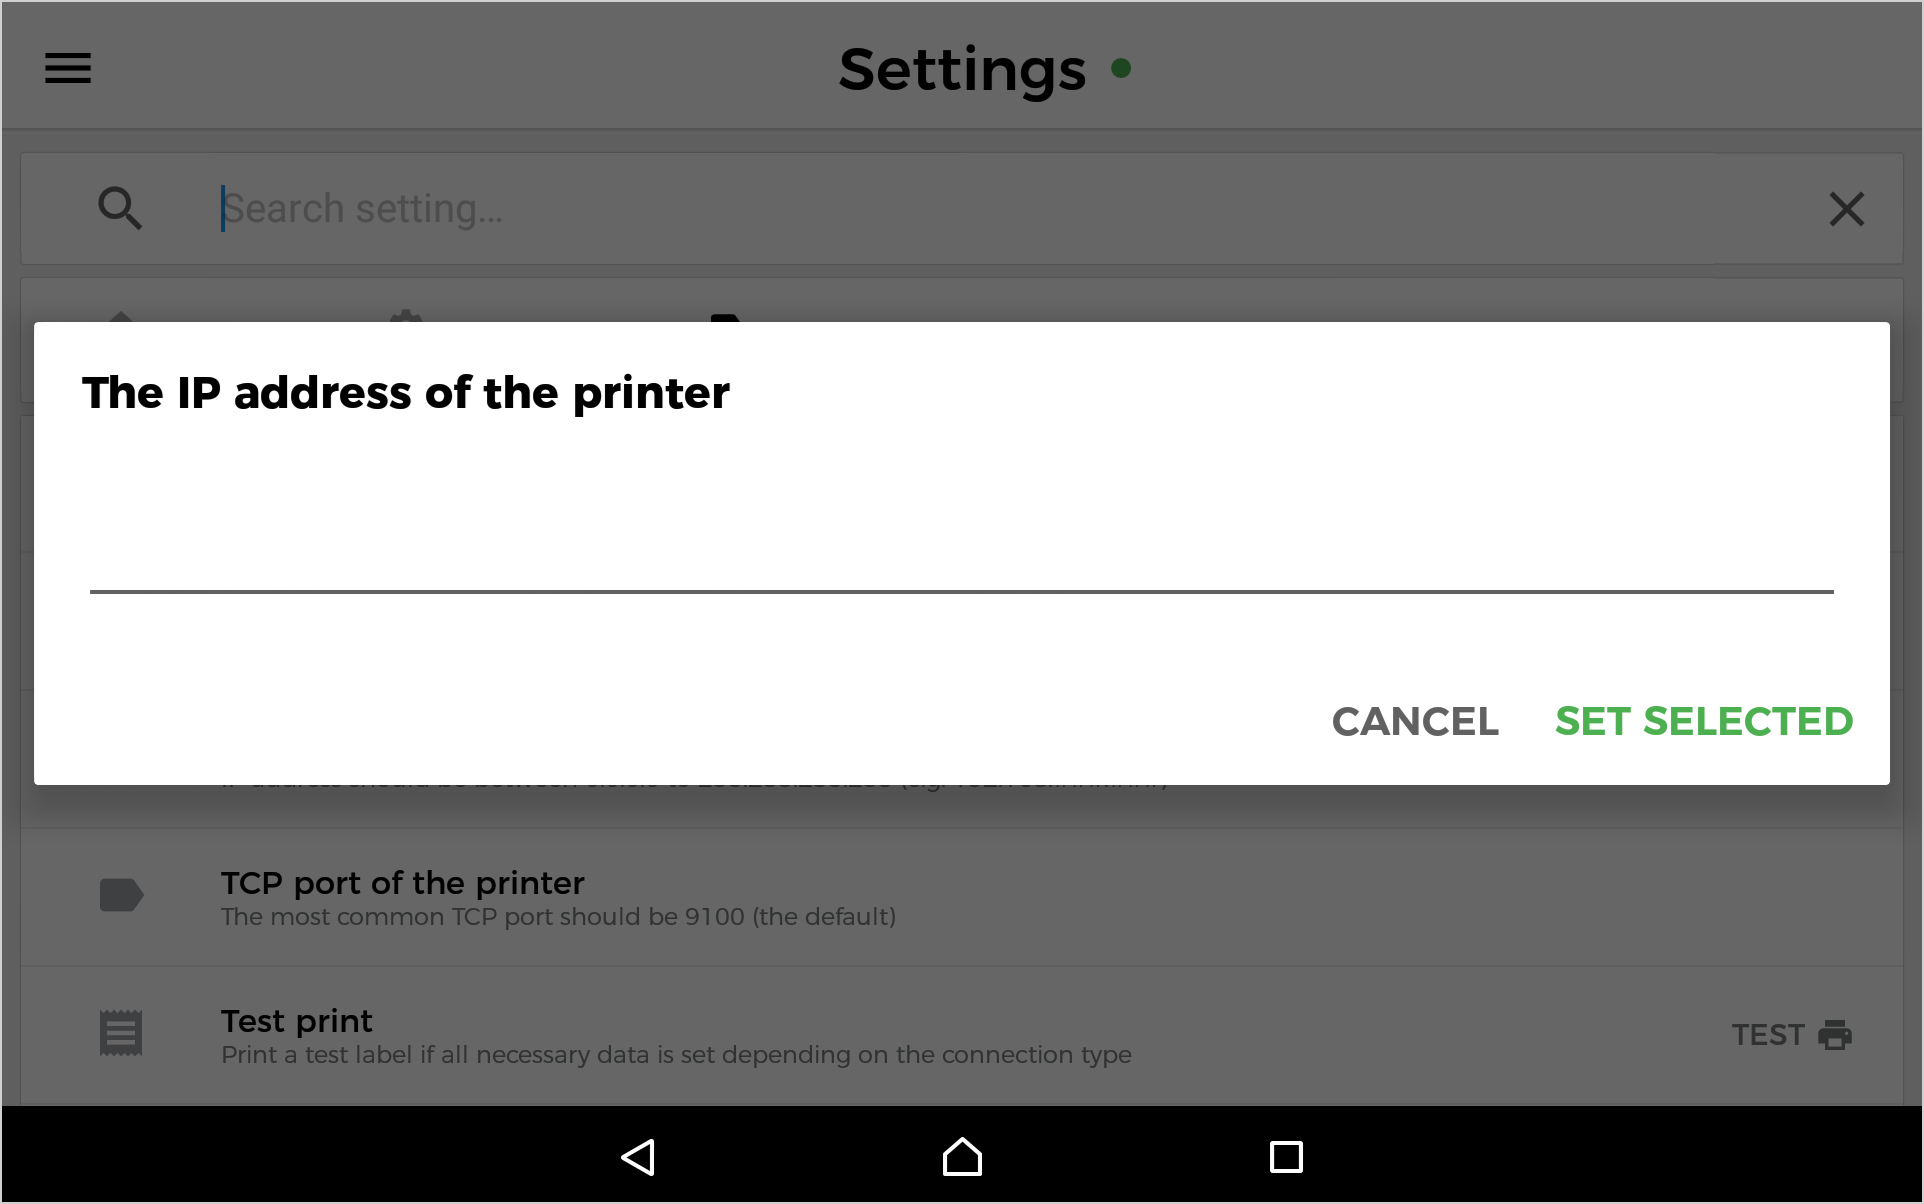 Settings
Search setting...
The IP address of the printer
CANCEL SET SELECTED
TCP port of the printer
The most common TCP port should be 9100 (the default)
Test print
Print a test label if all necessary data is set depending on the connection type
TEST